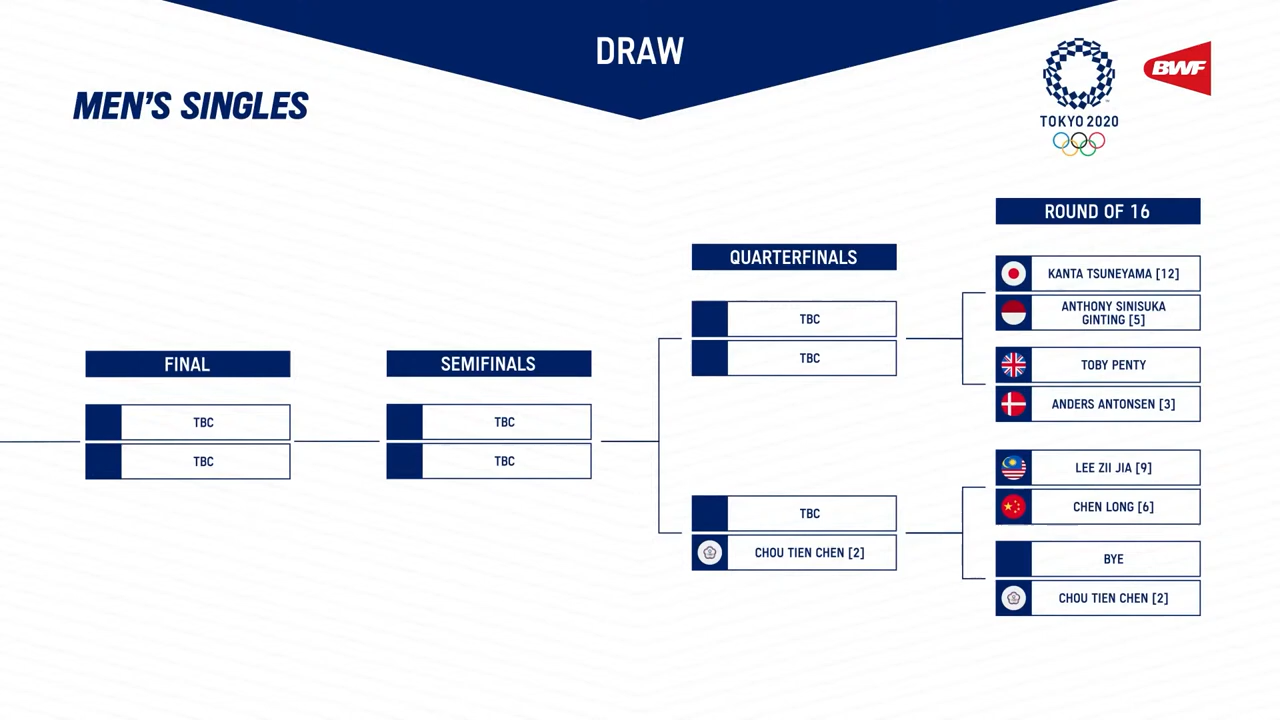 DRAW
MEN'S SINGLES
BWF
TOKYO 2020
ROUND OF 16
KANTA TSUNEYAMA [12]
ANTHONY SINISUKA
GINTING [5]
TOBY PENTY
ANDERS ANTONSEN [3]
LEE ZII JIA [9]
CHEN LONG [6]
BYE
CHOU TIEN CHEN [2]
QUARTERFINALS
TBC
TBC
TBC
CHOU TIEN CHEN [2]
SEMIFINALS
TBC
TBC
FINAL
TBC
TBC